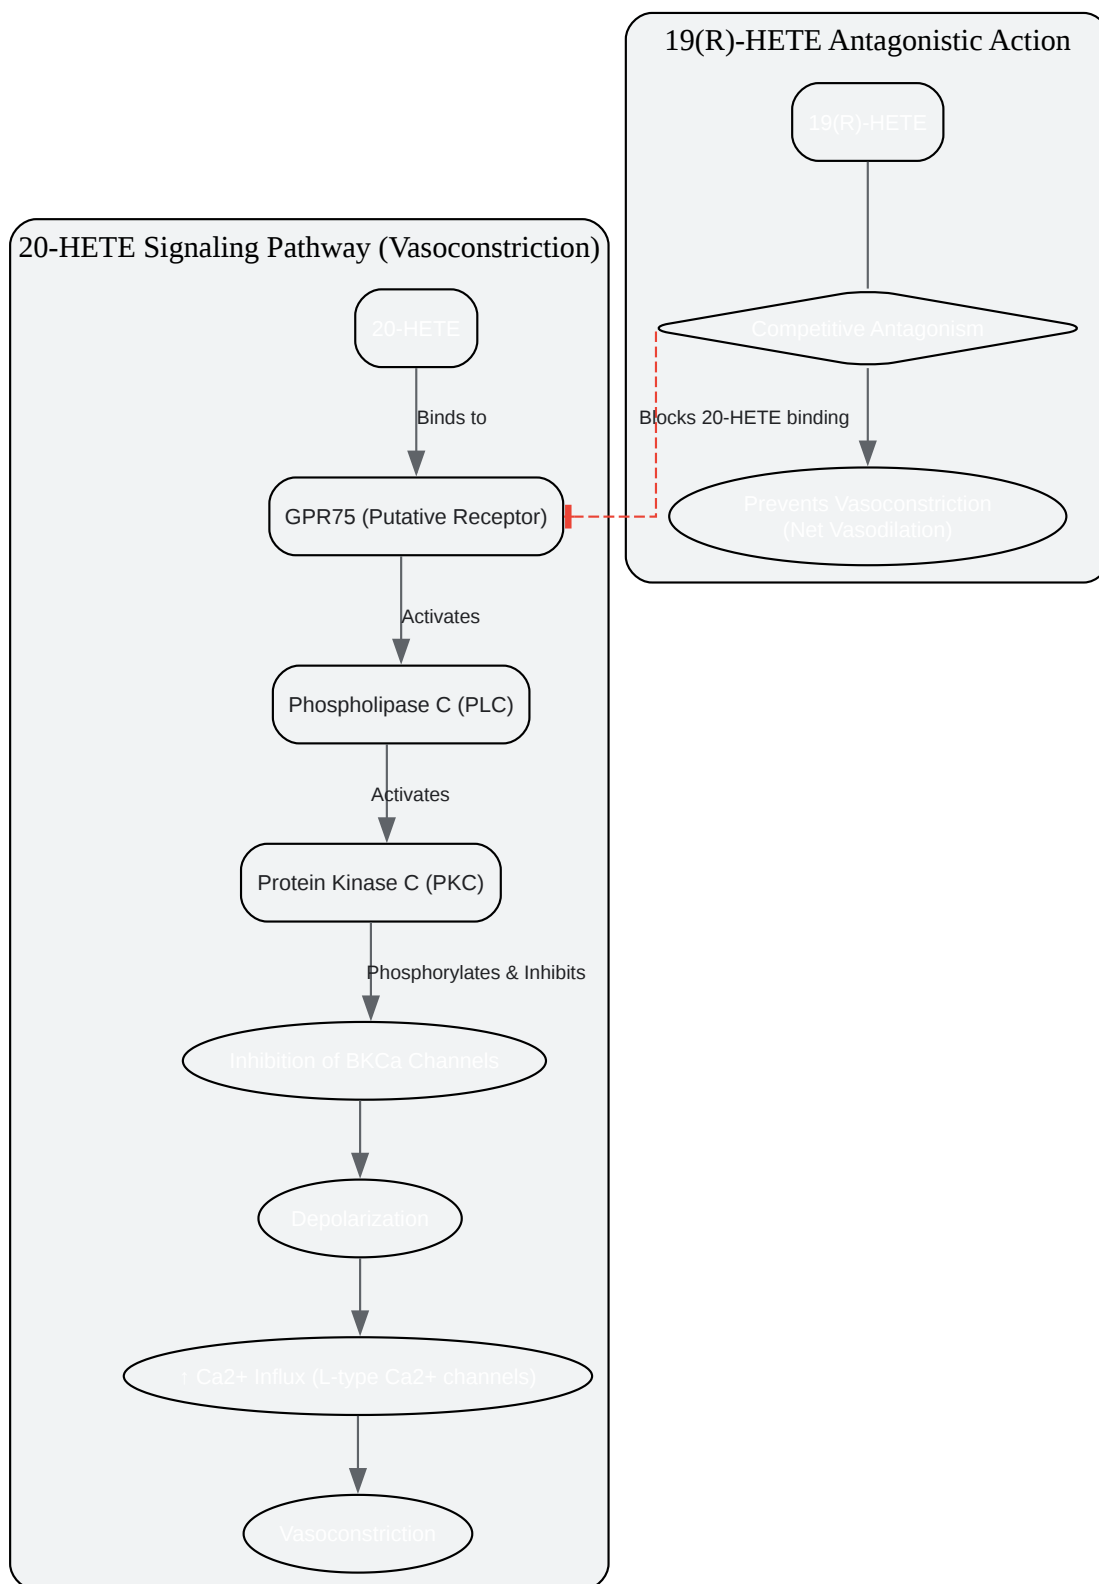 19(R)-HETE Antagonistic Action
19(R)-HETE
Competitive Antagonism
Blocks 20-HETE binding
Prevents Vasoconstriction
(Net Vasodilation)
20-HETE Signaling Pathway (Vasoconstriction)
20-HETE
Binds to
GPR75 (Putative Receptor)
Activates
Phospholipase C (PLC)
Activates
Protein Kinase C (PKC)
Phosphorylates & Inhibits
Inhibition of BKCa Channels
Depolarization
↑ Ca2+ Influx (L-type Ca2+ channels)
Vasoconstriction